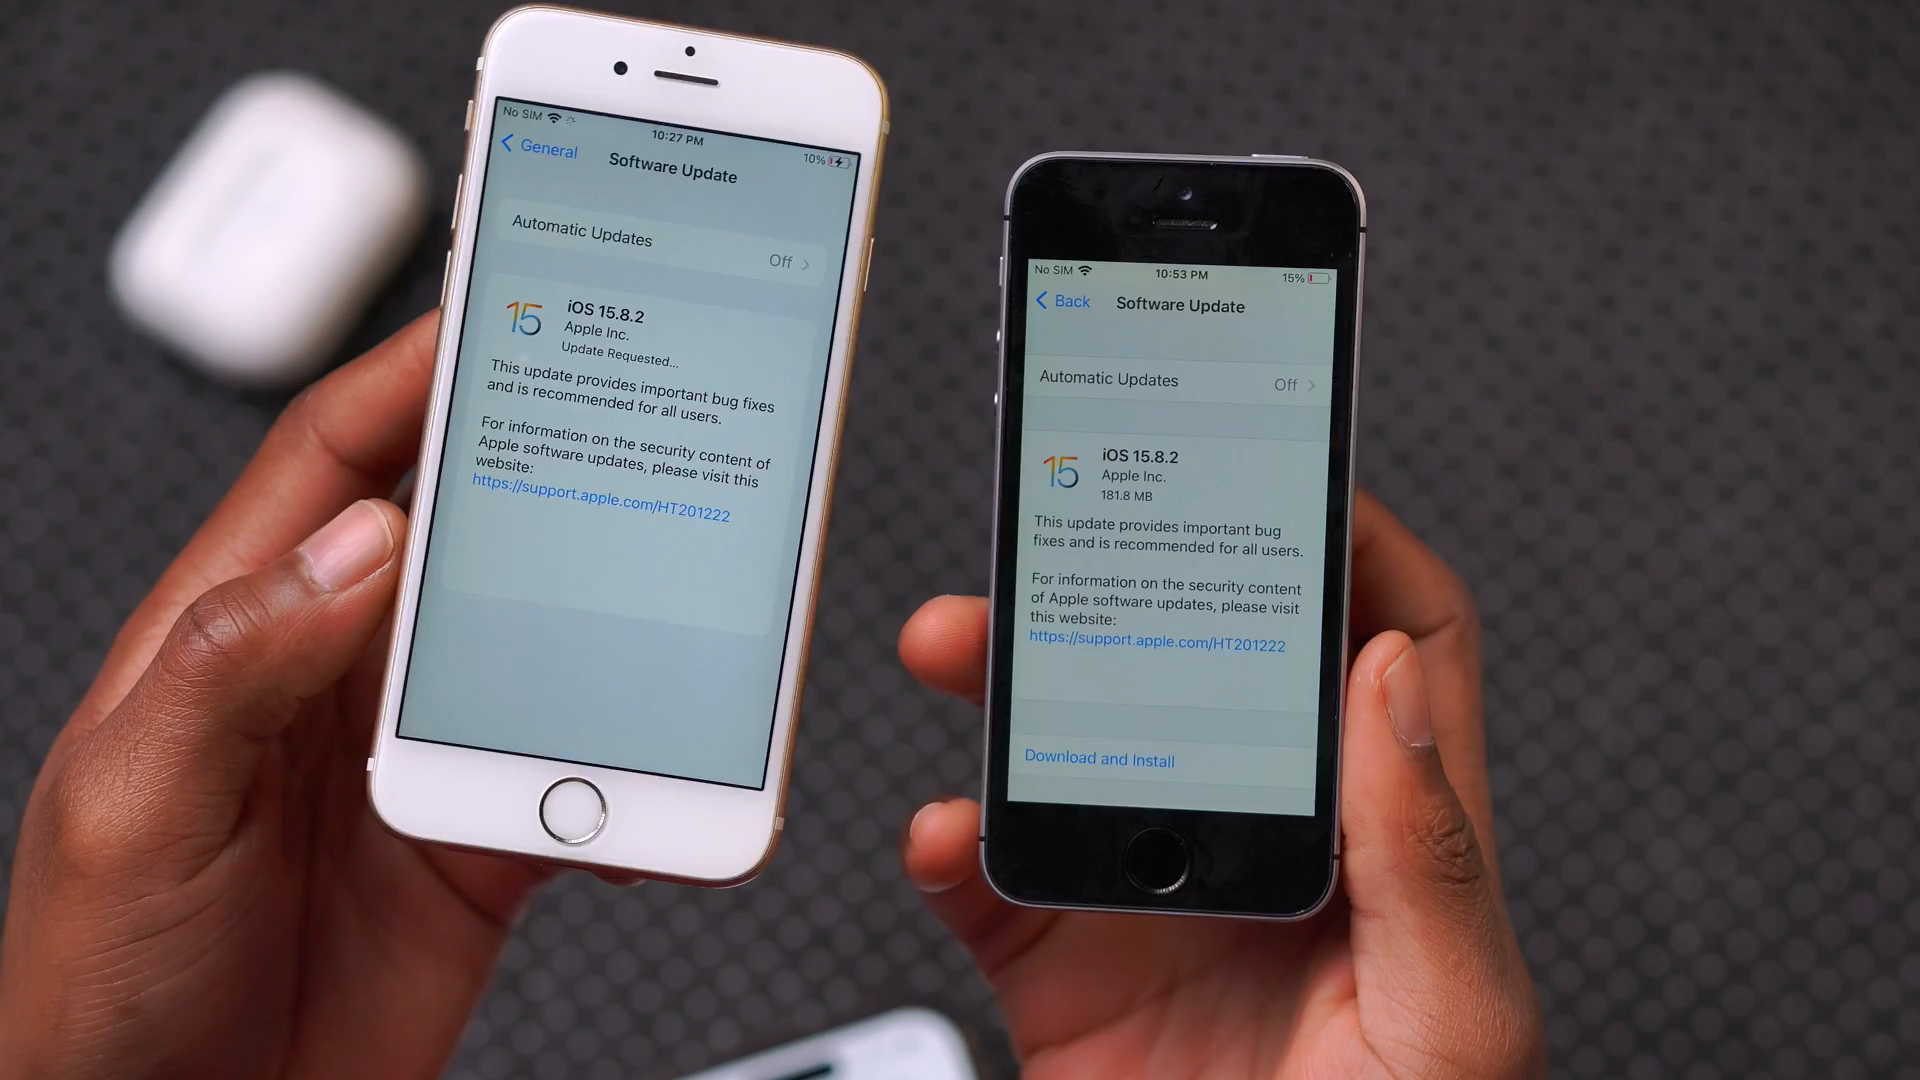 No SIM
10:27 PM
10%
General
Software Update
Automatic Updates
Off
15
iOS 15.8.2
Apple Inc.
Update Requested...
This update provides important bug fixes
and is recommended for all users.
For information on the security content of
Apple software updates, please visit this
website:
https://support.apple.com/HT201222
No SIM
10:53 PM
15%
Back
Software Update
Automatic Updates
Off
15
iOS 15.8.2
Apple Inc.
181.8 MB
This update provides important bug
fixes and is recommended for all users.
For information on the security content
of Apple software updates, please visit
this website:
https://support.apple.com/HT201222
Download and Install